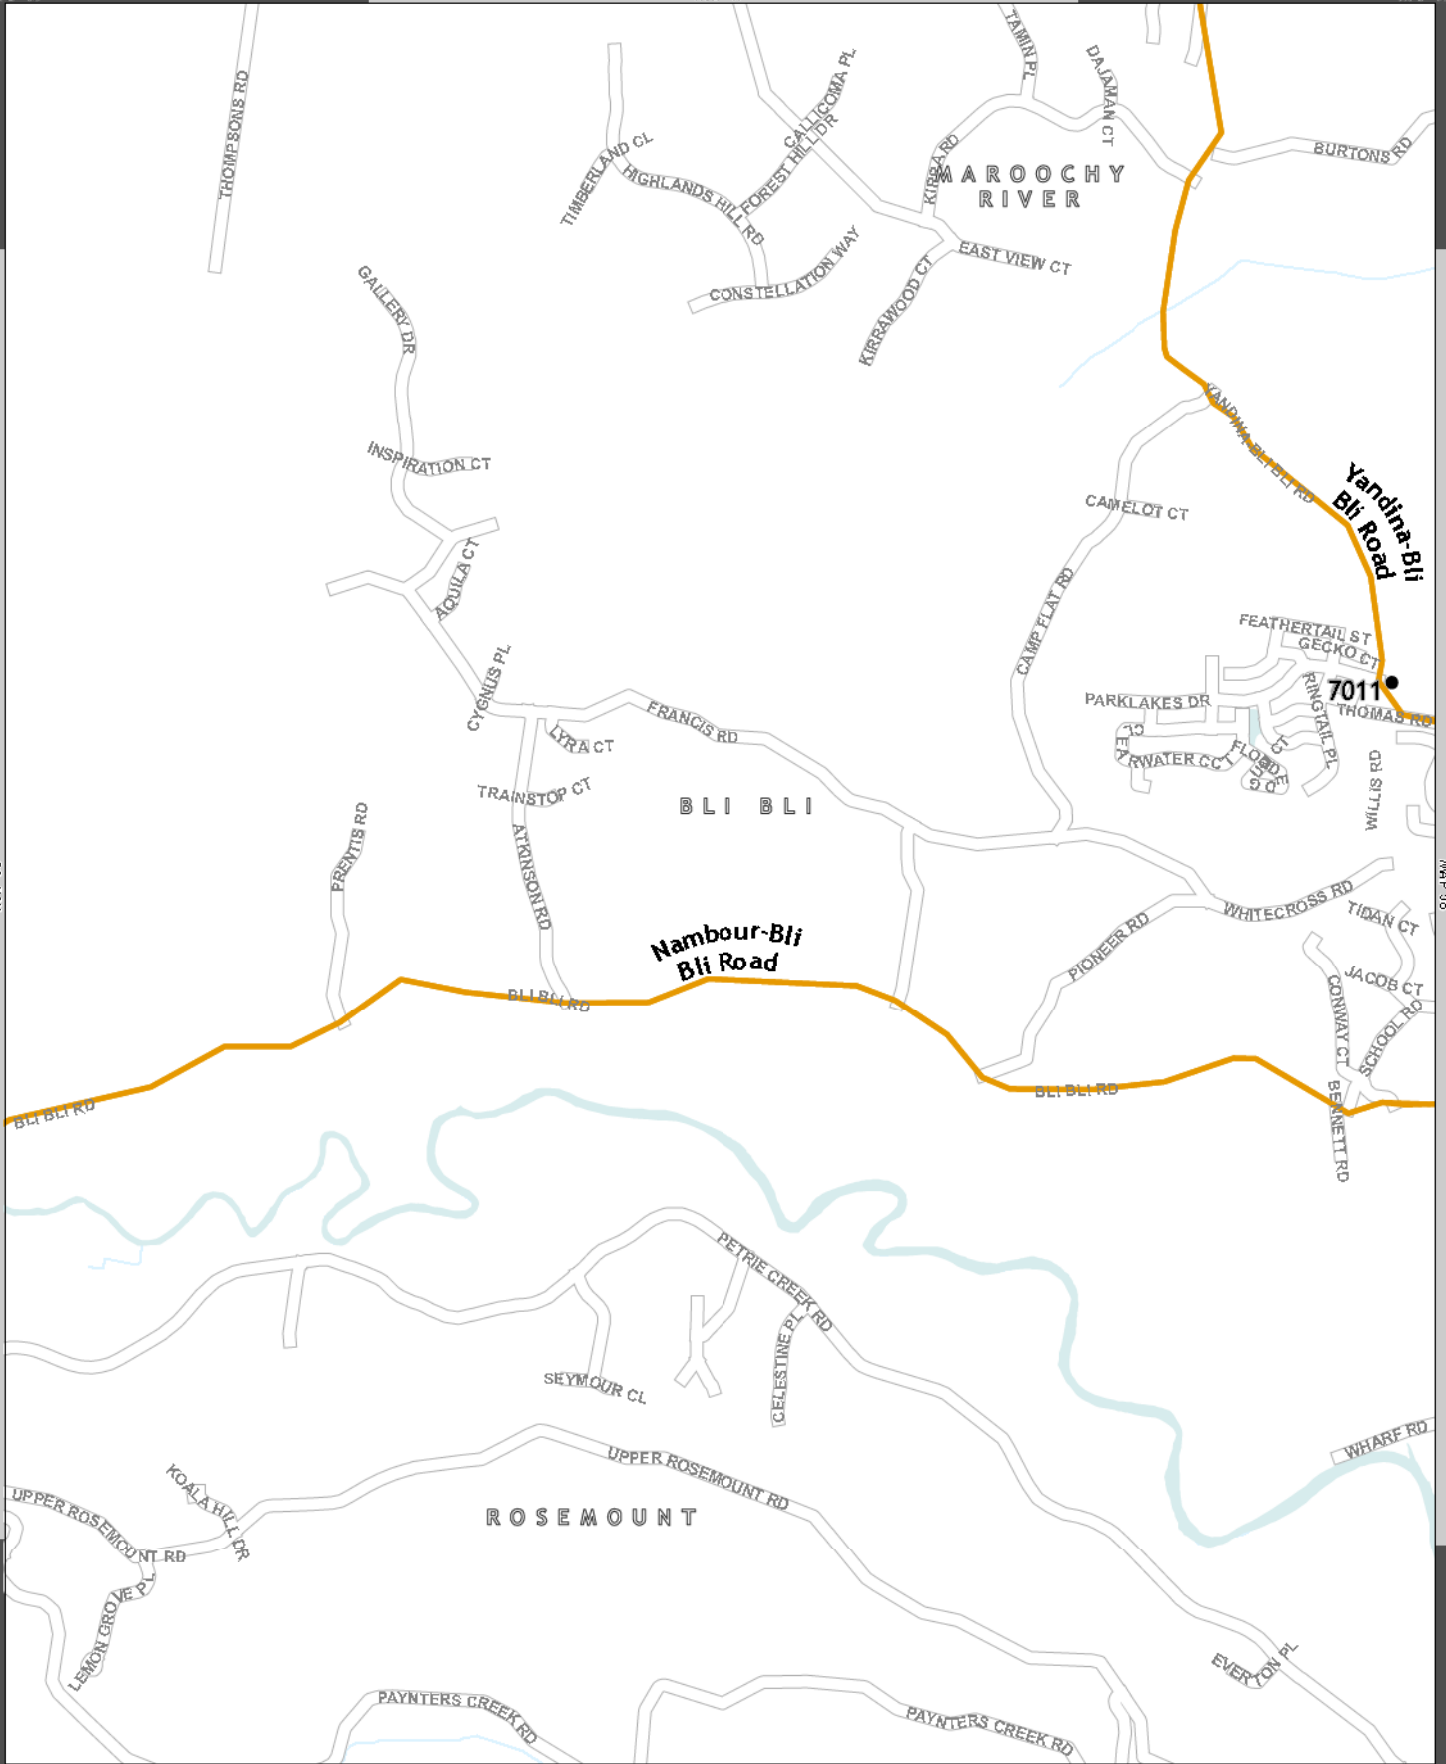 TAMIN PL
DAJAMAN CT
CALLICOMA PL
THOMPSONS RD
FOREST HILL DR
TIMBERLAND CL
HIGHLANDS HILL RD
KIRRA RD
BURTONS RD
MAROOCHY
RIVER
CONSTELLATION WAY
EAST VIEW CT
KIRRAWOOD CT
GALLERY DR
YANDINA-BLI BLI RD
INSPIRATION CT
Yandina-Bli
Bli Road
CAMELOT CT
AQUILA CT
CAMP FLAT RD
FEATHERTAIL ST
GECKO CT
CYGNUS PL
7011
PARKLAKES DR
RINGTAIL PL
THOMAS RD
FRANCIS RD
LYRA CT
CLEARWATER CCT
WILLIS RD
TRAINSTOP CT
BLI BLI
PRENTIS RD
ATKINSON RD
WHITECROSS RD
TIDAN CT
PIONEER RD
Nambour-Bli
Bli Road
JACOB CT
CONWAY CT
SCHOOL RD
BLI BLI RD
BLI BLI RD
BLI BLI RD
BENNETT RD
PETRIE CREEK RD
CELESTINE PL
SEYMOUR CL
WHARF RD
UPPER ROSEMOUNT RD
KOALA HILL DR
UPPER ROSEMOUNT RD
ROSEMOUNT
LEMON GROVE PL
EVERTON PL
PAYNTERS CREEK RD
PAYNTERS CREEK RD